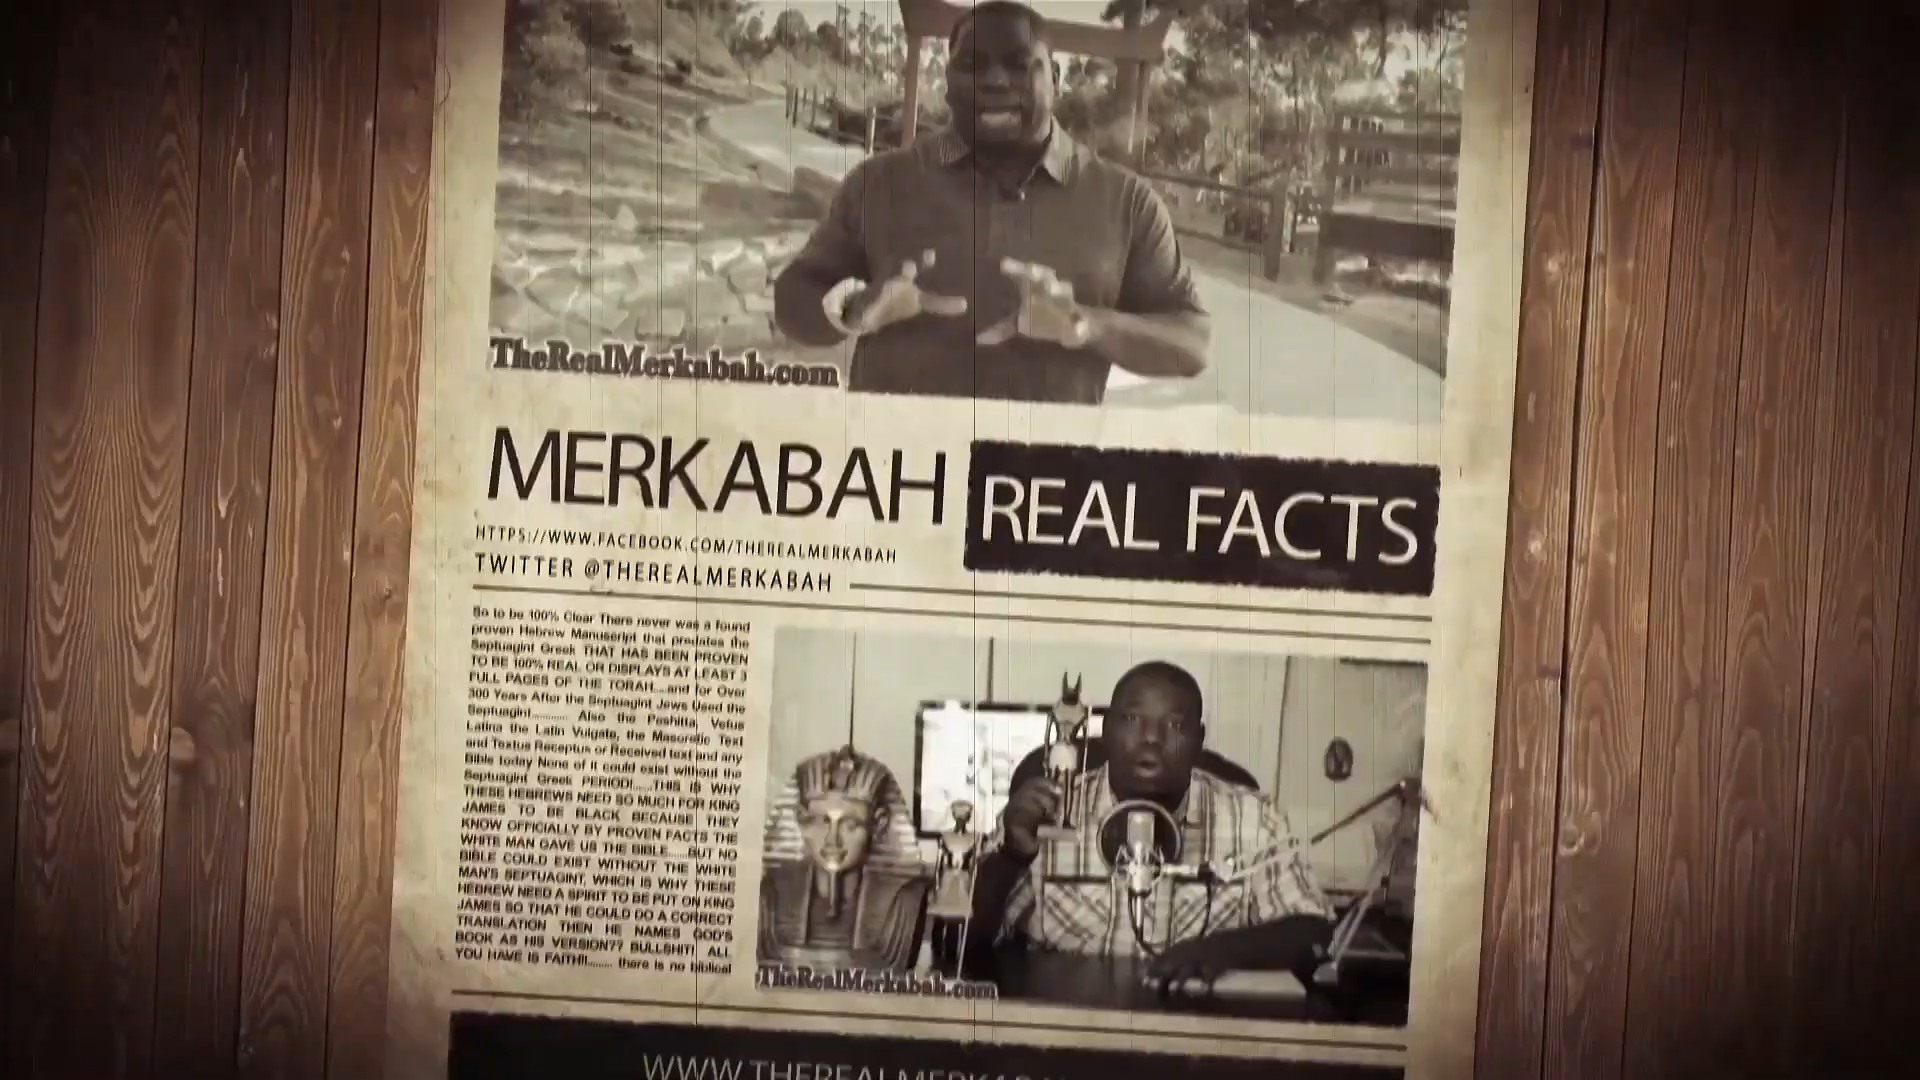 TheRealMerkabah.com
MERKABAH REAL FACTS
HTTPS://WWW.FACEBOOK.COM/THEREALMERKABAH
TWITTER @THEREALMERKABAH
So to be 100% Clear There never was a found
proven Hebrew Manuscript that predates the
Septuagint Greek THAT HAS BEEN PROVEN
TO BE 100% REAL OR DISPLAYS AT LEAST 3
FULL PAGES OF THE TORAH....and for Over
300 Years After the Septuagint Jews Used the
Septuagint........... Also the Peshitta, Vetus
Latina the Latin Vulgate, the Masoretic Text
and Textus Receptus or Received text and any
Bible today None of it could exist without the
Septuagint Greek PERIOD!.....THIS IS WHY
THESE HEBREWS NEED SO MUCH FOR KING
JAMES TO BE BLACK BECAUSE THEY
KNOW OFFICIALLY BY PROVEN FACTS THE
WHITE MAN GAVE US THE BIBLE.....BUT NO
BIBLE COULD EXIST WITHOUT THE WHITE
MAN'S SEPTUAGINT, WHICH IS WHY THESE
HEBREW NEED A SPIRIT TO BE PUT ON KING
JAMES SO THAT HE COULD DO A CORRECT
TRANSLATION THEN HE NAMES GOD'S
BOOK AS HIS VERSION?? BULLSHIT! ALL
YOU HAVE IS FAITH!!........ there is no biblical
TheRealMerkabah.com
WWW.THEREALMERKABA